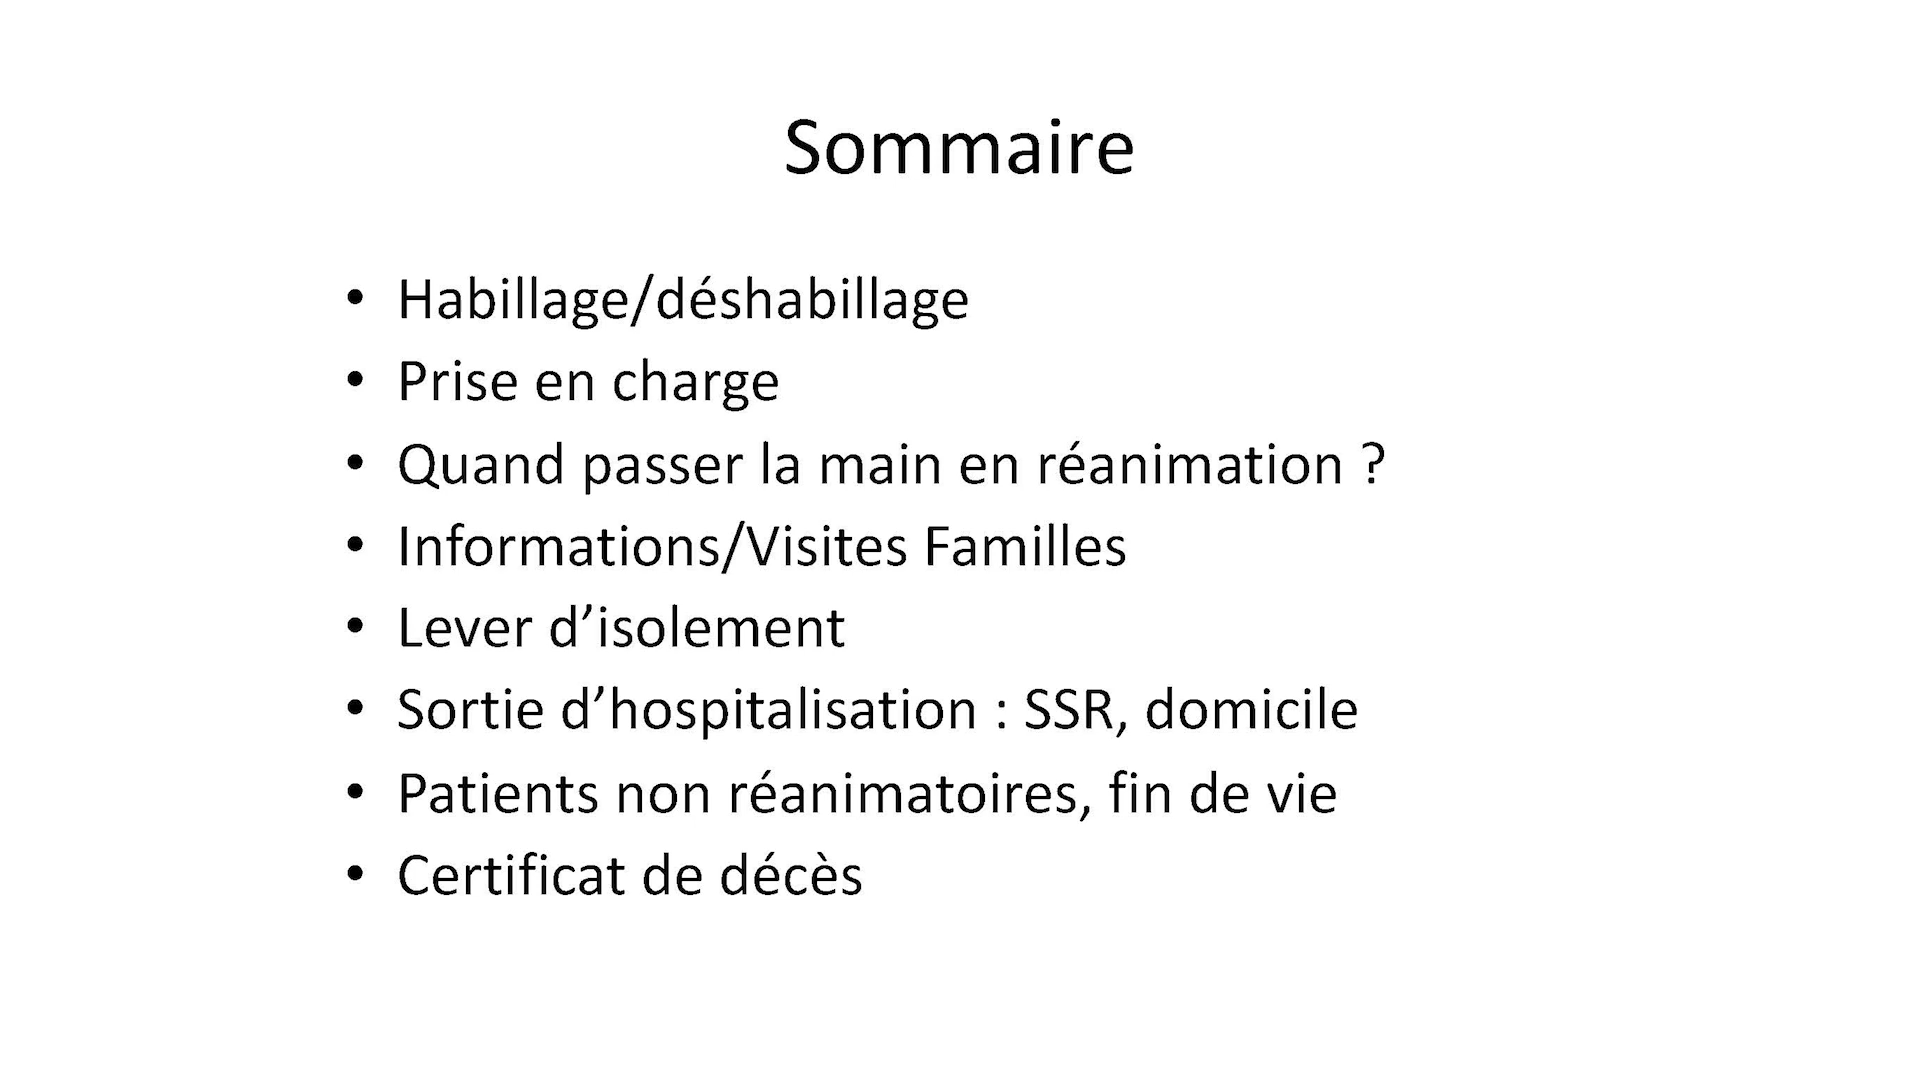 Sommaire
• Habillage/déshabillage
• Prise en charge
• Quand passer la main en réanimation ?
• Informations/Visites Familles
• Lever d’isolement
• Sortie d’hospitalisation : SSR, domicile
• Patients non réanimatoires, fin de vie
• Certificat de décès